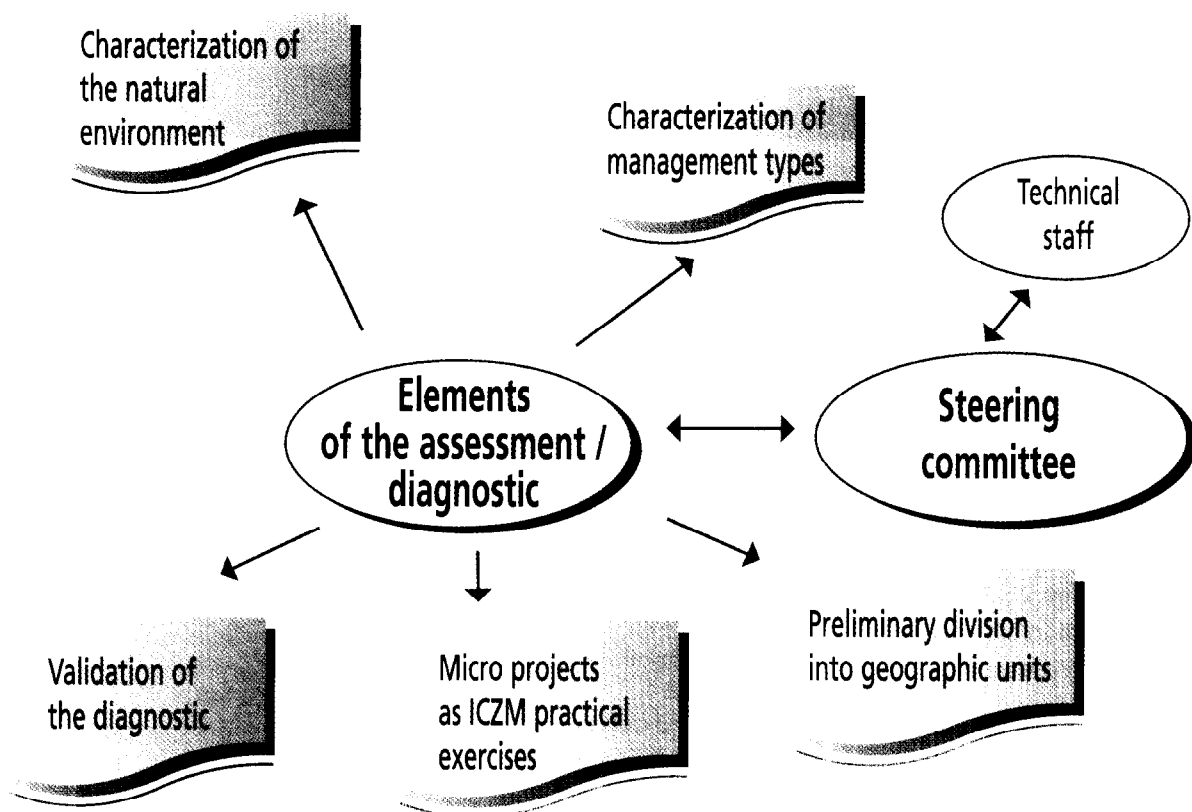 Characterization of
the natural
environment
Characterization of
management types
Technical
staff
Elements
of the assessment /
diagnostic
Steering
committee
Validation of
the diagnostic
Micro projects
as ICZM practical
exercises
Preliminary division
into geographic units